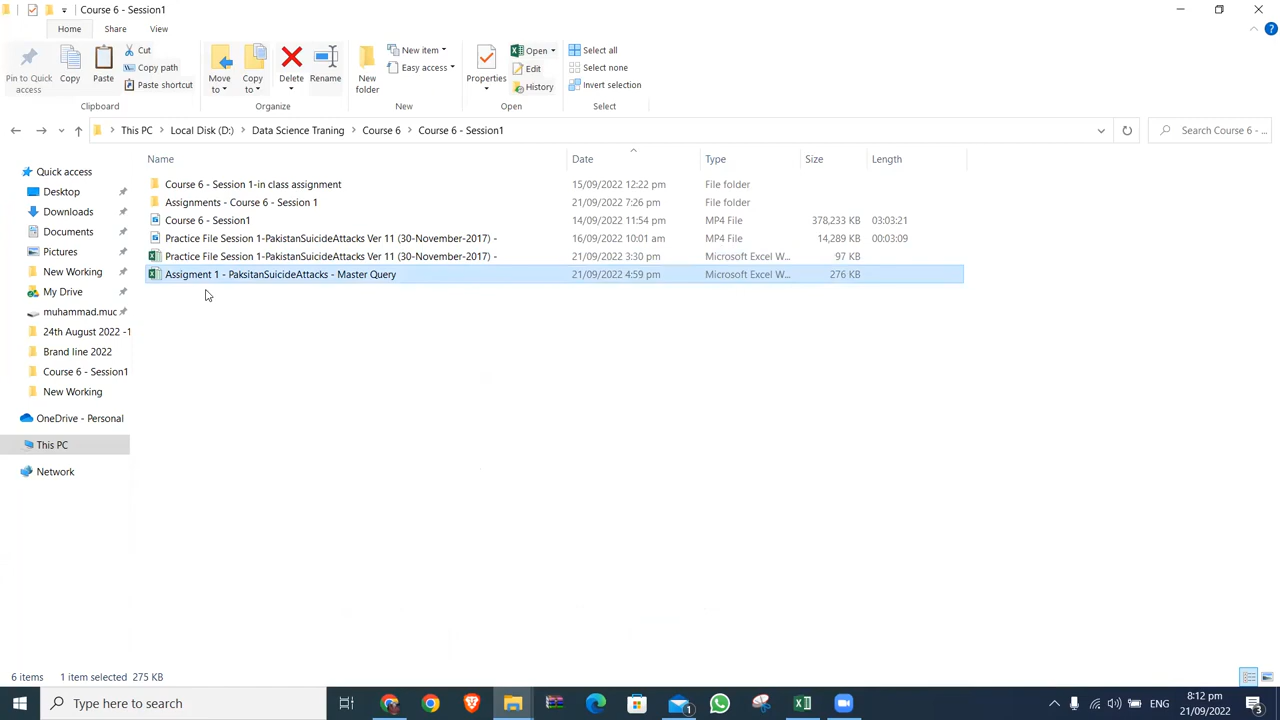 Course 6 - Session1
Home Share View
Pin to Quick access
Copy
Paste
Cut
Copy path
Paste shortcut
Clipboard
Move to
Copy to
Delete
Rename
Organize
New folder
New item
Easy access
New
Properties
Open
Edit
History
Open
Select all
Select none
Invert selection
Select
This PC Local Disk (D:) Data Science Traning Course 6 Course 6 - Session1
Search Course 6 - ...
Name Date Type Size Length
Course 6 - Session 1-in class assignment 15/09/2022 12:22 pm File folder
Assignments - Course 6 - Session 1 21/09/2022 7:26 pm File folder
Course 6 - Session1 14/09/2022 11:54 pm MP4 File 378,233 KB 03:03:21
Practice File Session 1-PakistanSuicideAttacks Ver 11 (30-November-2017) - 16/09/2022 10:01 am MP4 File 14,289 KB 00:03:09
Practice File Session 1-PakistanSuicideAttacks Ver 11 (30-November-2017) - 21/09/2022 3:30 pm Microsoft Excel W... 97 KB
Assigment 1 - PaksitanSuicideAttacks - Master Query 21/09/2022 4:59 pm Microsoft Excel W... 276 KB
Quick access
Desktop
Downloads
Documents
Pictures
New Working
My Drive
muhammad.muc
24th August 2022 -1
Brand line 2022
Course 6 - Session1
New Working
OneDrive - Personal
This PC
Network
6 items 1 item selected 275 KB
Type here to search
1
ENG
8:12 pm
21/09/2022
3